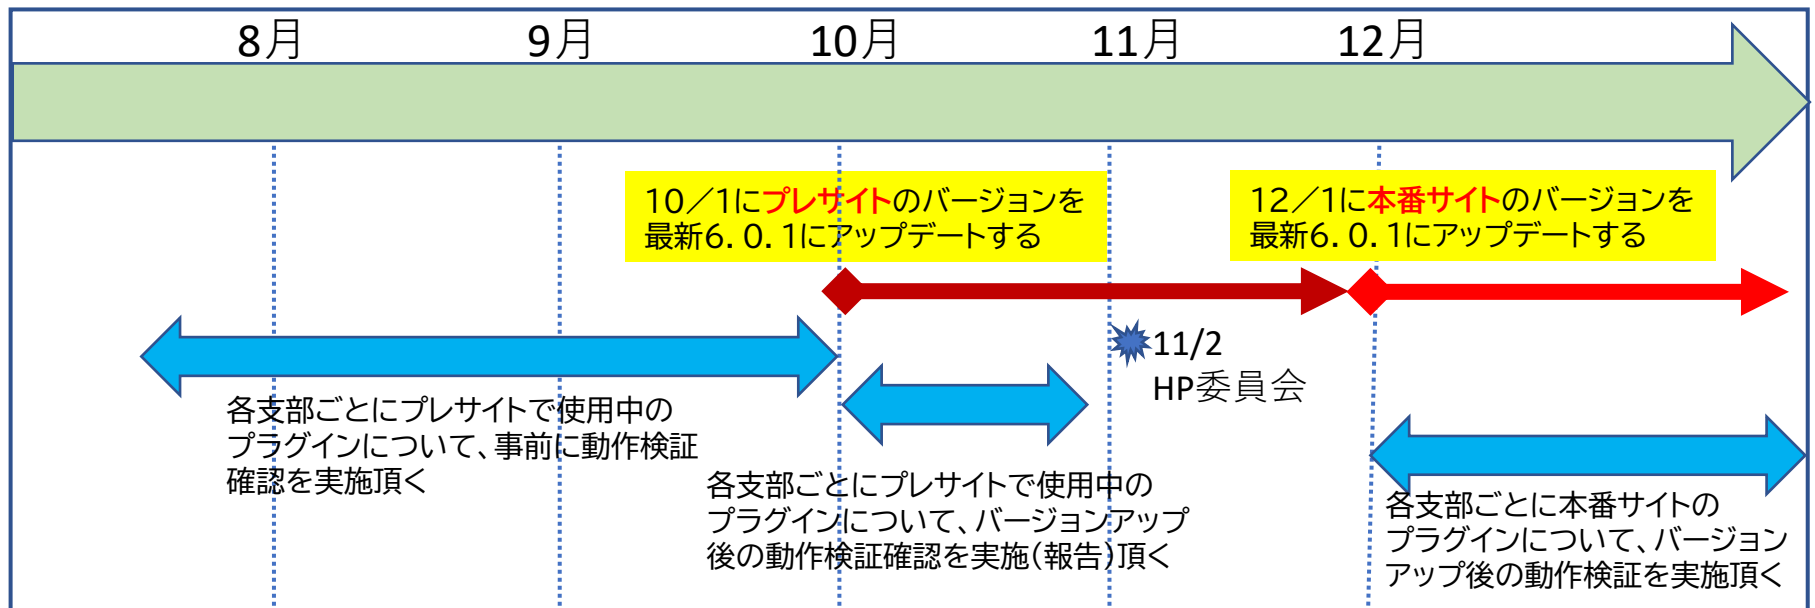 8月
9月
10月
11月
12月
10／1にプレサイトのバージョンを
最新6．0．1にアップデートする
12／1に本番サイトのバージョンを
最新6．0．1にアップデートする
11/2
HP委員会
各支部ごとにプレサイトで使用中の
プラグインについて、事前に動作検証
確認を実施頂く
各支部ごとにプレサイトで使用中の
プラグインについて、バージョンアップ
後の動作検証確認を実施（報告）頂く
各支部ごとに本番サイトの
プラグインについて、バージョン
アップ後の動作検証を実施頂く